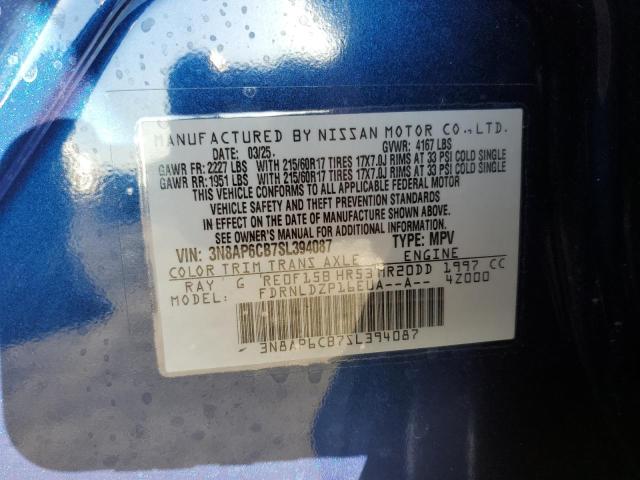 MANUFACTURED BY NISSAN MOTOR CO.,LTD.
DATE: 03/25. GVWR: 4167 LBS
GAWR FR: 2227 LBS WITH 215/60R17 TIRES 17X7.0J RIMS AT 33 PSI COLD SINGLE
GAWR RR: 1951 LBS WITH 215/60R17 TIRES 17X7.0J RIMS AT 33 PSI COLD SINGLE
THIS VEHICLE CONFORMS TO ALL APPLICABLE FEDERAL MOTOR
VEHICLE SAFETY AND THEFT PREVENTION STANDARDS
IN EFFECT ON THE DATE OF MANUFACTURE SHOWN ABOVE.
SEE OWNER'S MANUAL FOR ADDITIONAL INFORMATION
VIN: 3N8AP6CB7SL394087 TYPE: MPV
COLOR TRIM TRANS AXLE ENGINE
RAY G RE0F15B HR53 MR20DD 1997 CC
MODEL: FDRNLDZP16EUA--A-- 4Z000
3N8AP6CB7SL394087